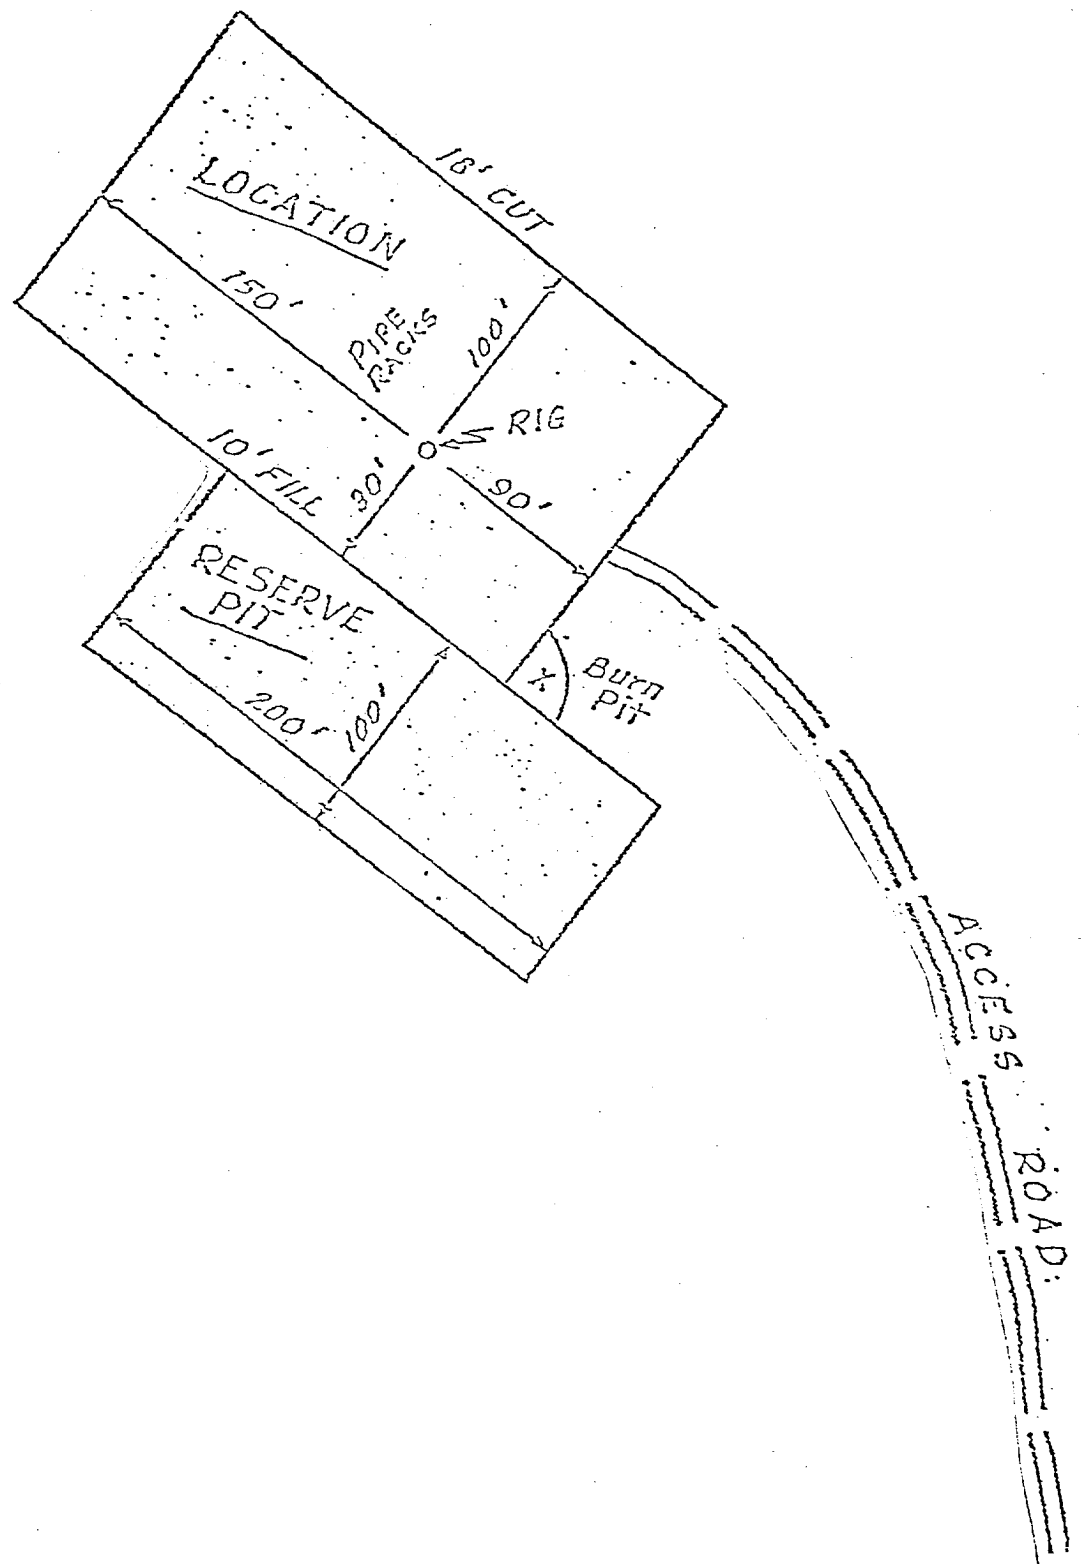 18' CUT
LOCATION
150'
PIPE
RACKS
100'
RIG
10' FILL
30'
90'
RESERVE
PIT
200'
100'
X
Burn
PIT
ACCESS ROAD